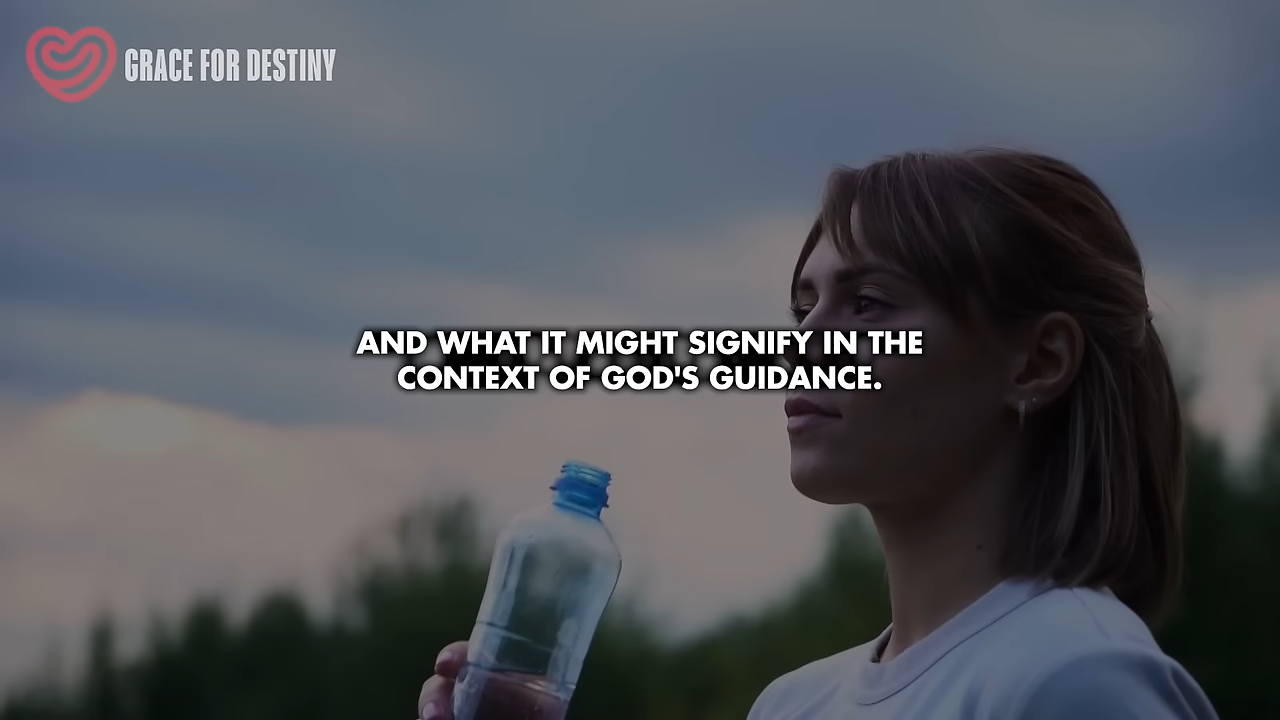 GRACE FOR DESTINY
AND WHAT IT MIGHT SIGNIFY IN THE
CONTEXT OF GOD'S GUIDANCE.